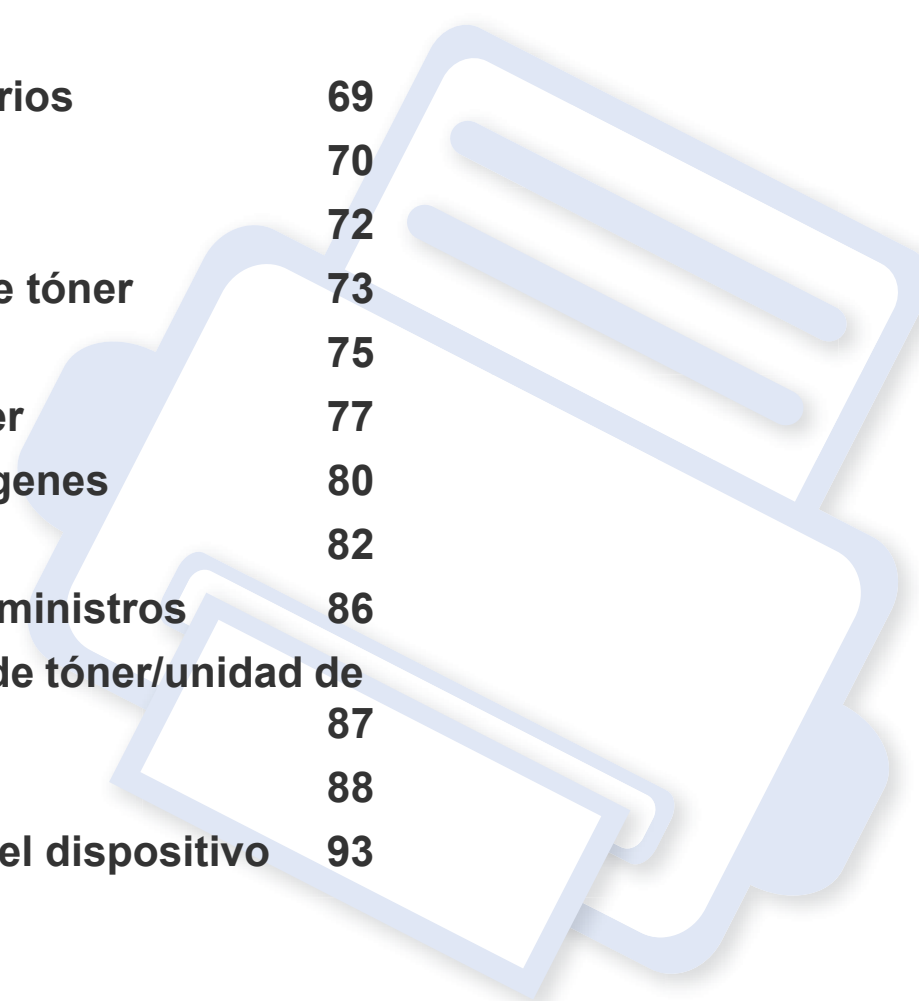 rios 69
70
72
e tóner 73
75
er 77
genes 80
82
ministros 86
de tóner/unidad de
87
88
el dispositivo 93